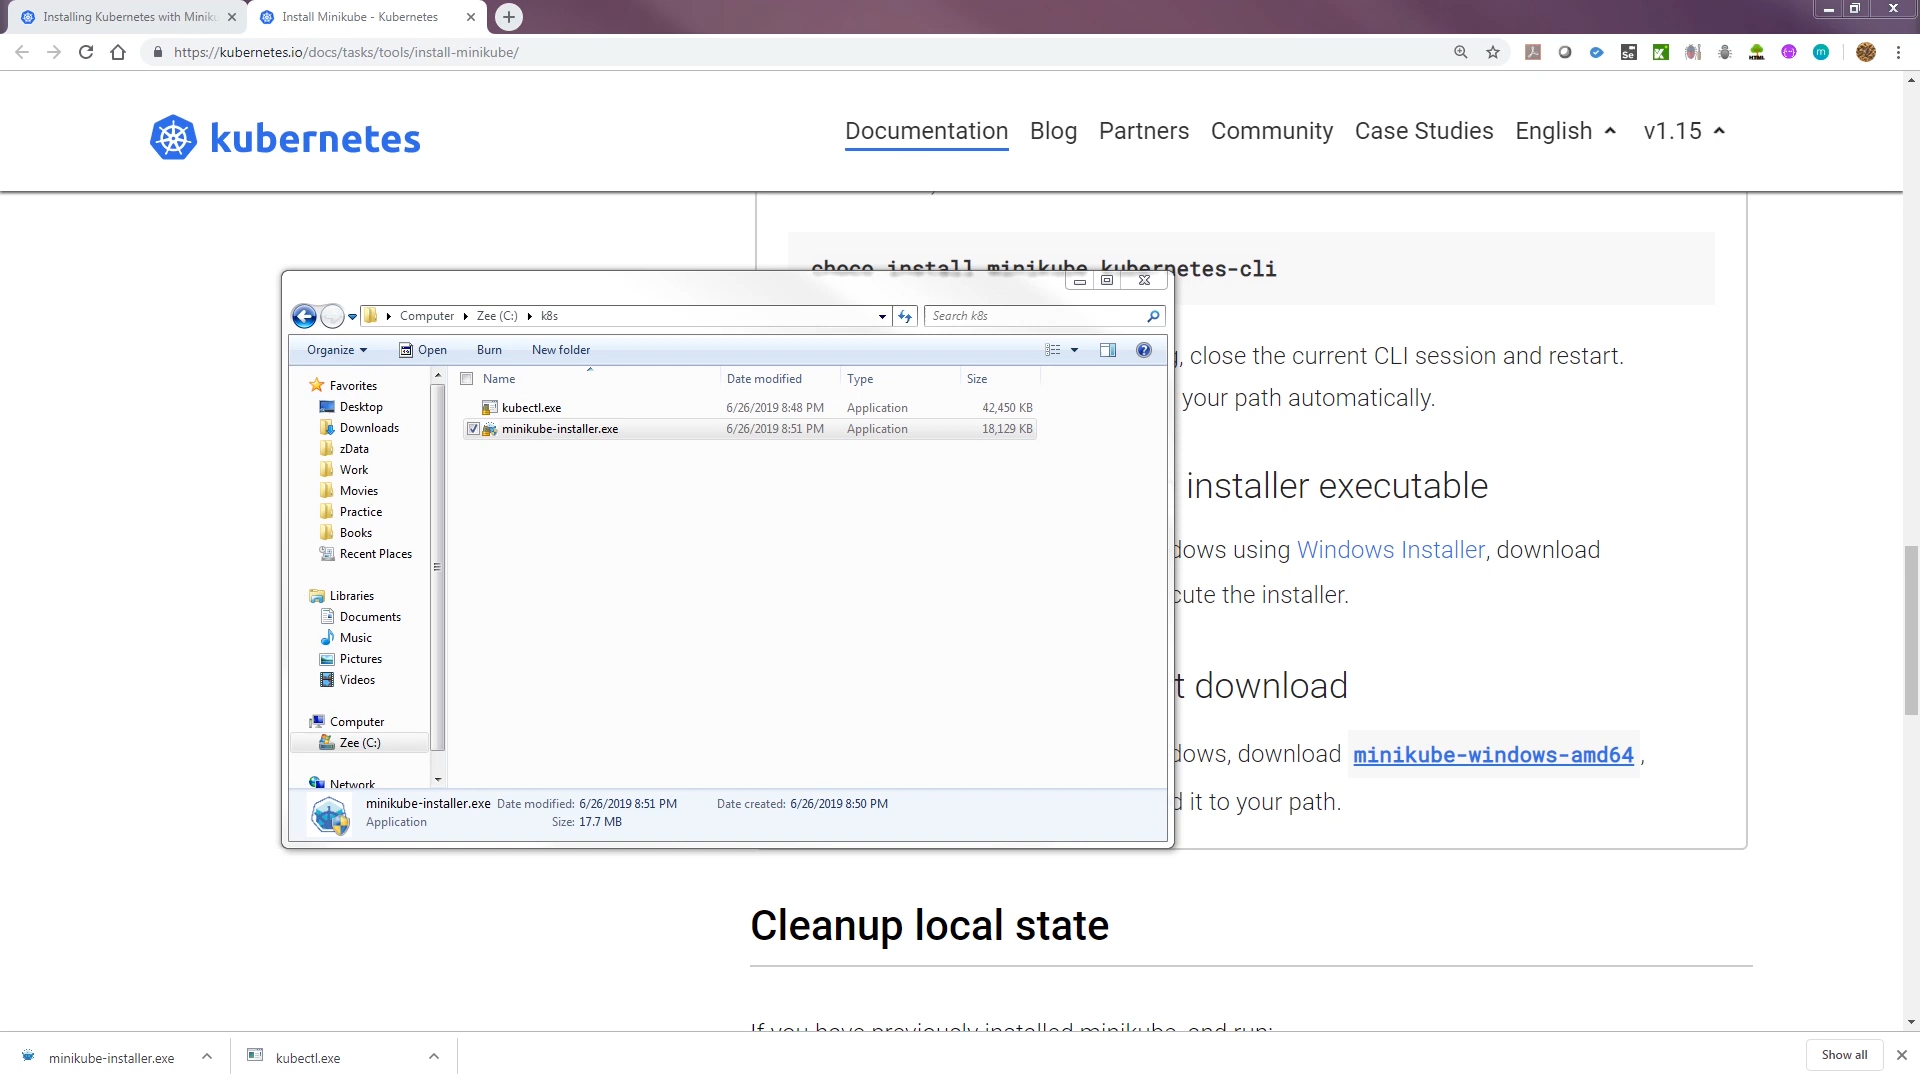 Installing Kubernetes with Miniku
Install Minikube - Kubernetes
https://kubernetes.io/docs/tasks/tools/install-minikube/
kubernetes
Documentation
Blog
Partners
Community
Case Studies
English
v1.15
choco install minikube kubernetes-cli
Computer
Zee (C:)
k8s
Search k8s
Organize
Open
Burn
New folder
Name
Date modified
Type
Size
kubectl.exe
6/26/2019 8:48 PM
Application
42,450 KB
minikube-installer.exe
6/26/2019 8:51 PM
Application
18,129 KB
Favorites
Desktop
Downloads
zData
Work
Movies
Practice
Books
Recent Places
Libraries
Documents
Music
Pictures
Videos
Computer
Zee (C:)
Network
minikube-installer.exe Date modified: 6/26/2019 8:51 PM Date created: 6/26/2019 8:50 PM
Application Size: 17.7 MB
, close the current CLI session and restart.
your path automatically.
installer executable
dows using Windows Installer, download
cute the installer.
t download
dows, download minikube-windows-amd64 ,
d it to your path.
Cleanup local state
If you have previously installed minikube, and run:
minikube-installer.exe
kubectl.exe
Show all